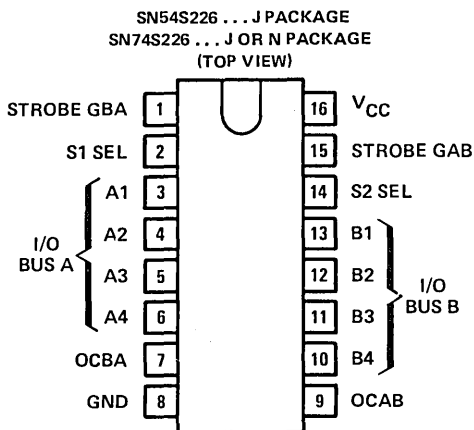 SN54S226 . . . J PACKAGE
SN74S226 . . . J OR N PACKAGE
(TOP VIEW)
STROBE GBA 1 16 VCC
S1 SEL 2 15 STROBE GAB
A1 3 14 S2 SEL
A2 4 13 B1
I/O BUS A
A3 5 12 B2
I/O BUS B
A4 6 11 B3
OCBA 7 10 B4
GND 8 9 OCAB